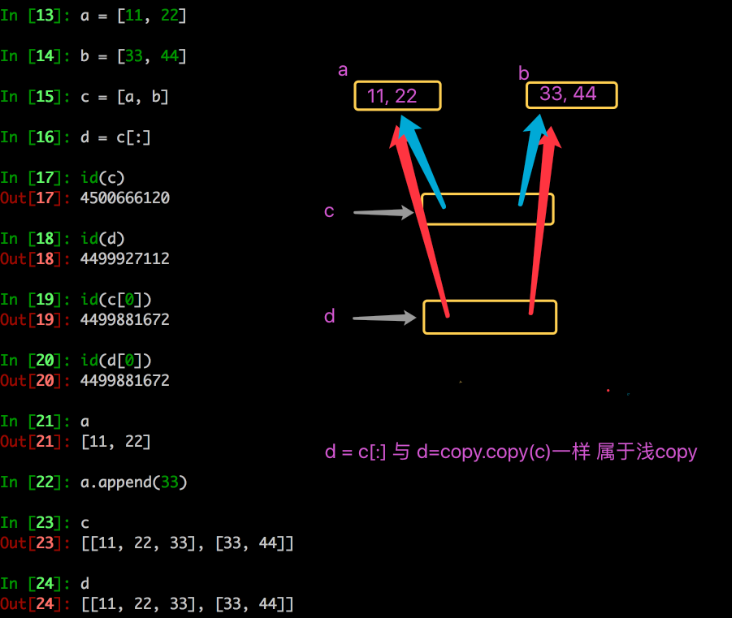 In [13]: a = [11, 22]
In [14]: b = [33, 44]
In [15]: c = [a, b]
In [16]: d = c[:]
In [17]: id(c)
Out[17]: 4500666120
In [18]: id(d)
Out[18]: 4499927112
In [19]: id(c[0])
Out[19]: 4499881672
In [20]: id(d[0])
Out[20]: 4499881672
In [21]: a
Out[21]: [11, 22]
In [22]: a.append(33)
In [23]: c
Out[23]: [[11, 22, 33], [33, 44]]
In [24]: d
Out[24]: [[11, 22, 33], [33, 44]]
a
b
11, 22
33, 44
c
d
d = c[:] 与 d=copy.copy(c)一样 属于浅copy